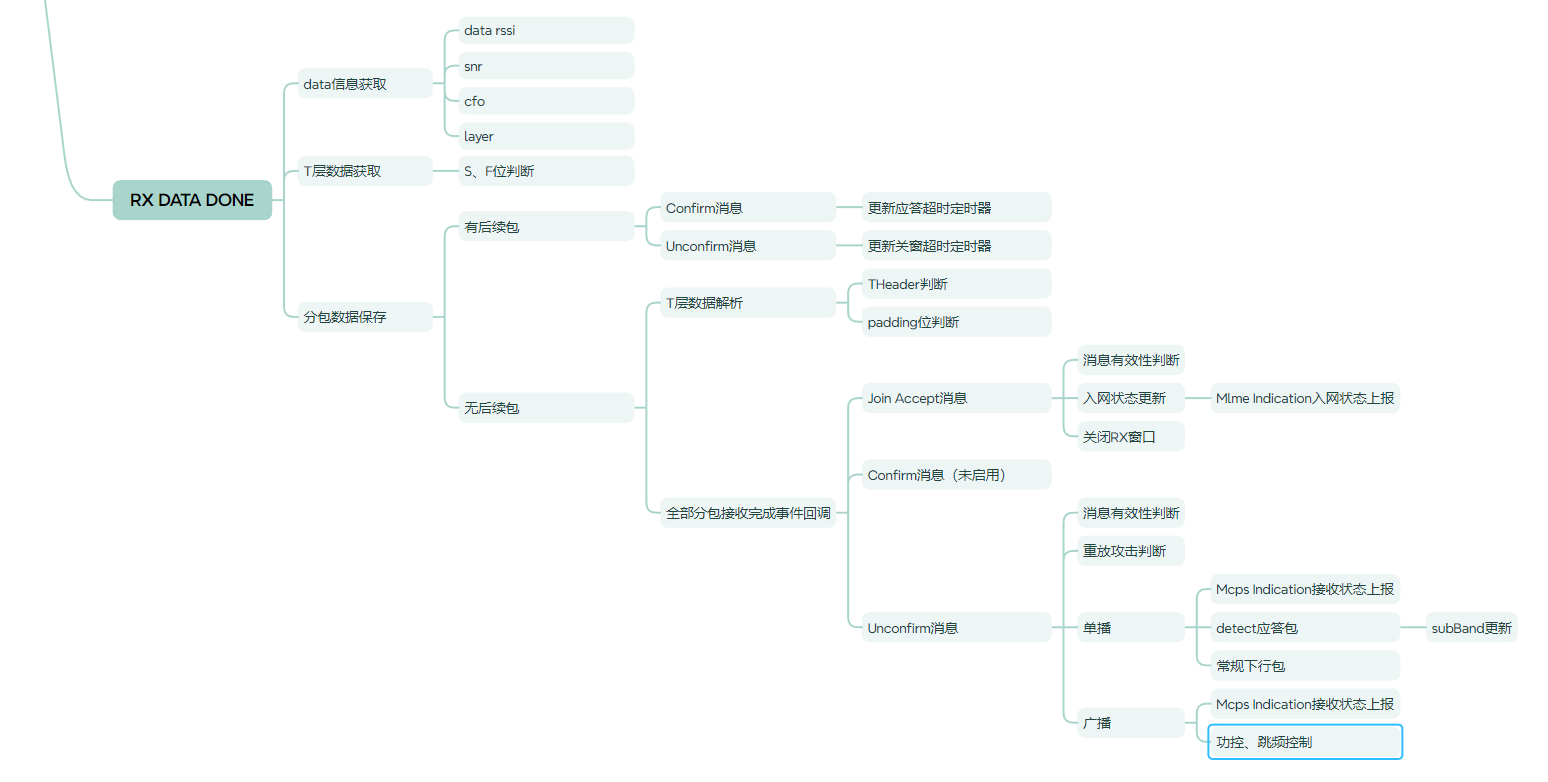 RX DATA DONE
data信息获取
data rssi
snr
cfo
layer
T层数据获取
S、F位判断
分包数据保存
有后续包
Confirm消息
更新应答超时定时器
Unconfirm消息
更新关窗超时定时器
无后续包
T层数据解析
THeader判断
padding位判断
全部分包接收完成事件回调
Join Accept消息
消息有效性判断
入网状态更新
Mlme Indication入网状态上报
关闭RX窗口
Confirm消息（未启用）
Unconfirm消息
消息有效性判断
重放攻击判断
单播
Mcps Indication接收状态上报
detect应答包
subBand更新
常规下行包
广播
Mcps Indication接收状态上报
功控、跳频控制